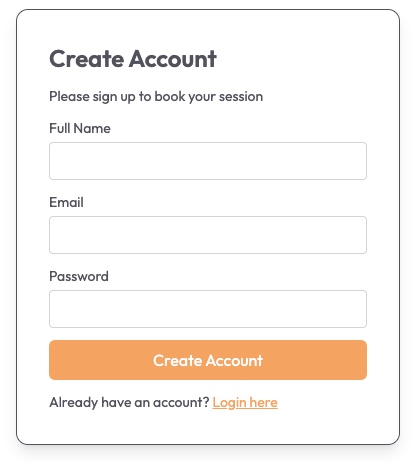 Create Account
Please sign up to book your session
Full Name
Email
Password
Create Account
Already have an account? Login here